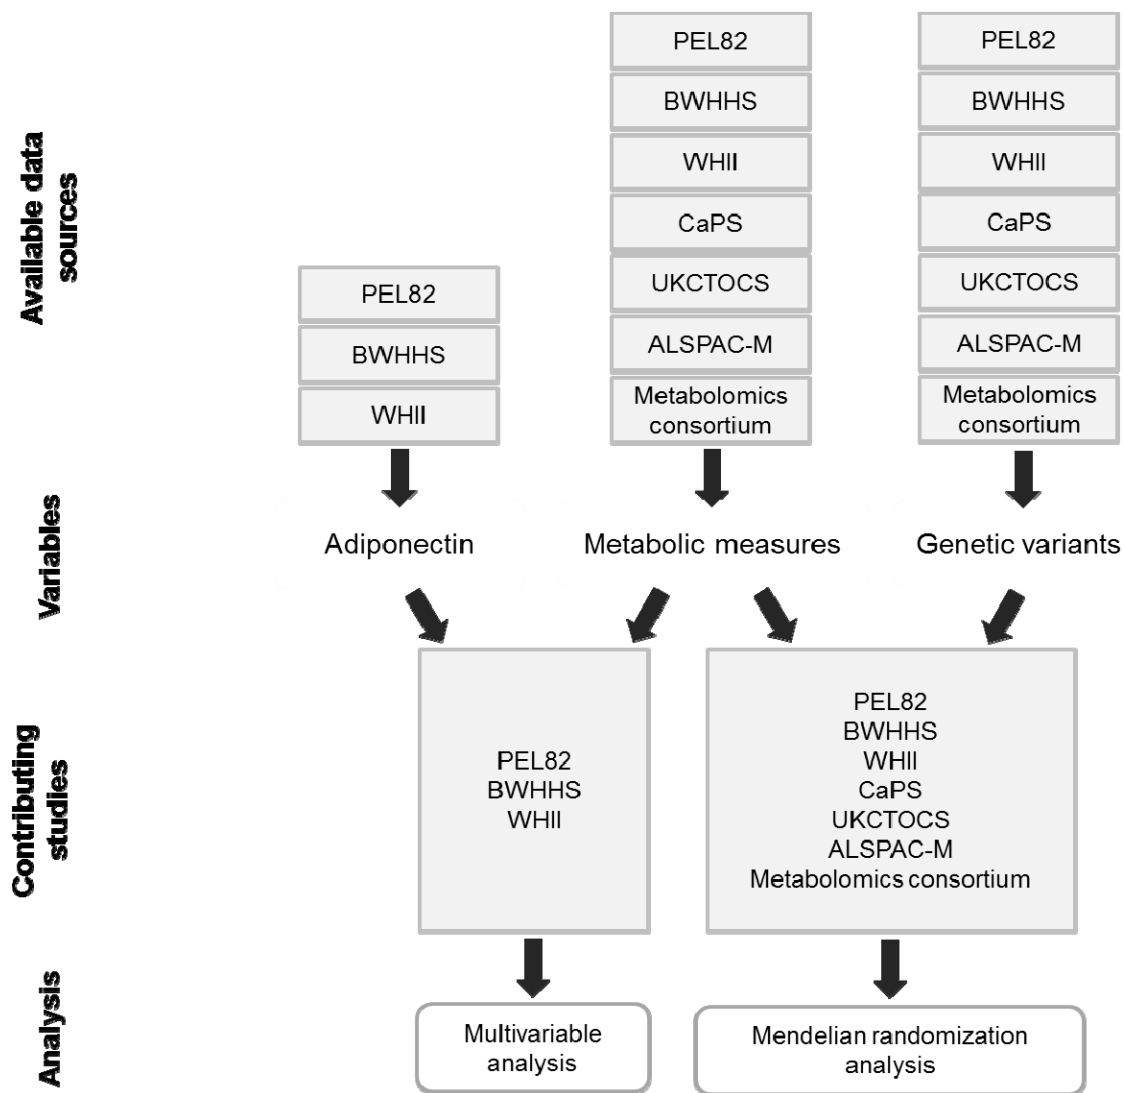 Available data
sources
PEL82
BWHHS
WHII
PEL82
BWHHS
WHII
CaPS
UKCTOCS
ALSPAC-M
Metabolomics
consortium
PEL82
BWHHS
WHII
CaPS
UKCTOCS
ALSPAC-M
Metabolomics
consortium
Variables
Adiponectin
Metabolic measures
Genetic variants
Contributing
studies
PEL82
BWHHS
WHII
PEL82
BWHHS
WHII
CaPS
UKCTOCS
ALSPAC-M
Metabolomics consortium
Analysis
Multivariable
analysis
Mendelian randomization
analysis